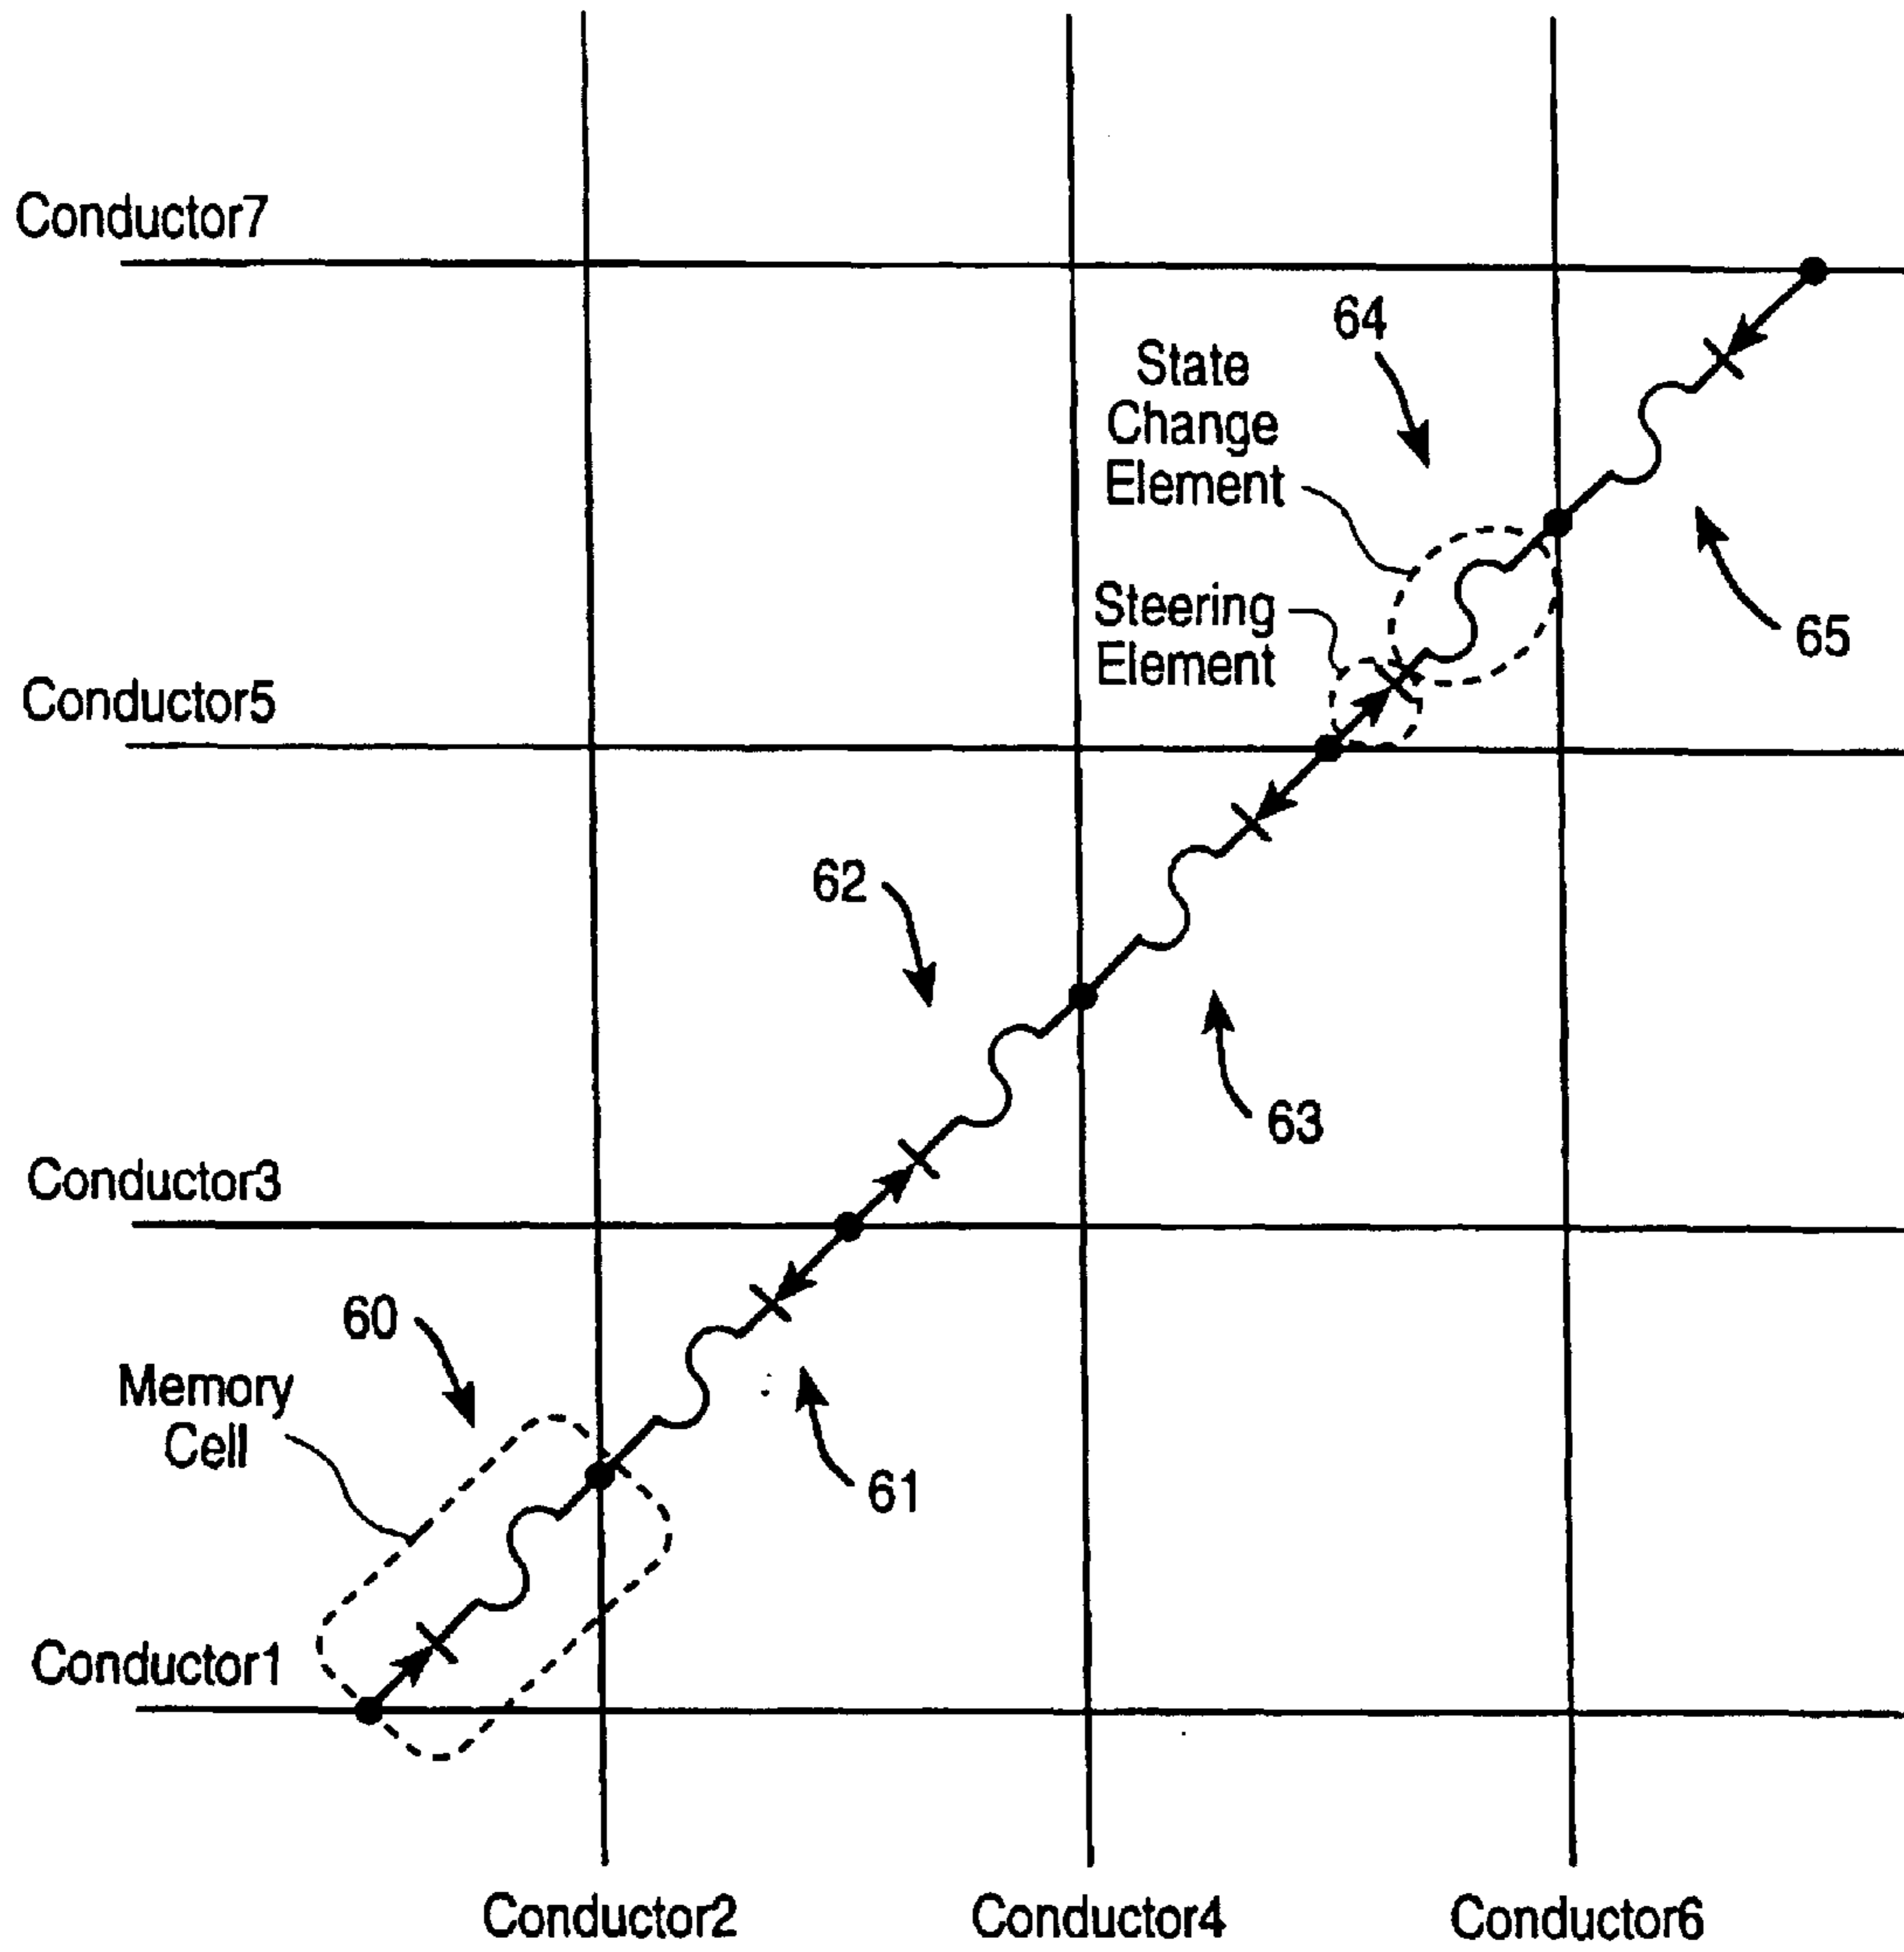 Conductor7
64
State
Change
Element
65
Steering
Element
Conductor5
62
63
Conductor3
60
Memory
Cell
61
Conductor1
Conductor2
Conductor4
Conductor6